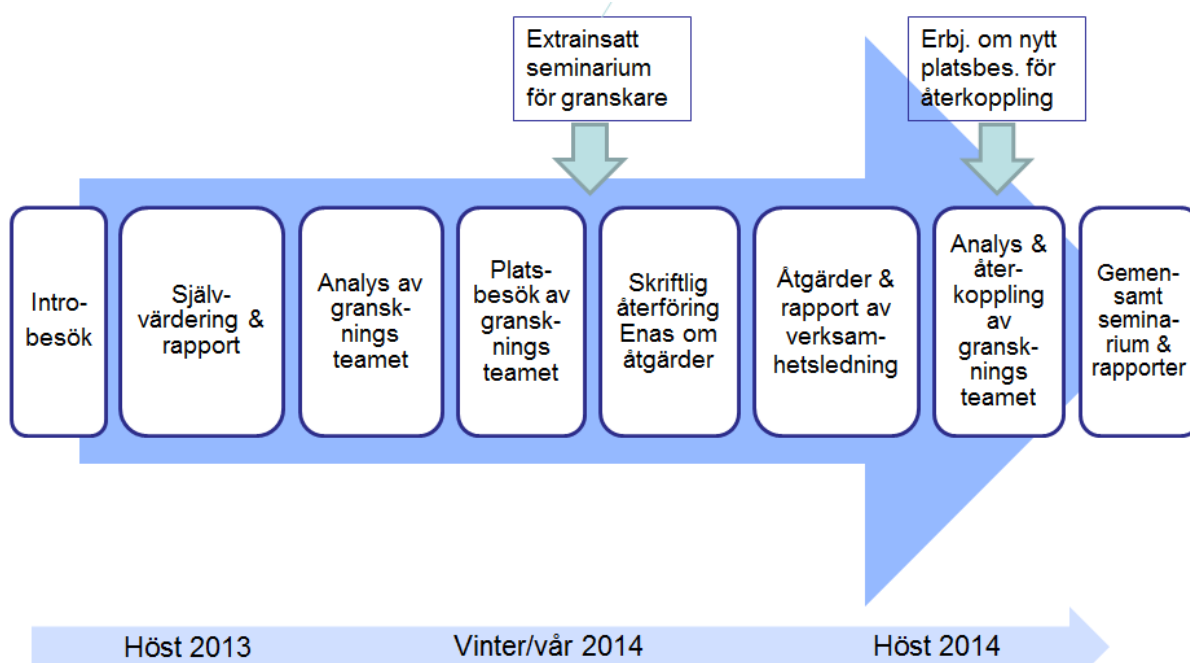 Extrainsatt
seminarium
för granskare
Erbj. om nytt
platsbes. för
återkoppling
Intro-
besök
Själv-
värdering &
rapport
Analys av
gransk-
nings
teamet
Plats-
besök av
gransk-
nings
teamet
Skriftlig
återföring
Enas om
åtgärder
Åtgärder &
rapport av
verksam-
hetsledning
Analys &
åter-
koppling
av
gransk-
nings
teamet
Gemen-
samt
semina-
rium &
rapporter
Höst 2013
Vinter/vår 2014
Höst 2014